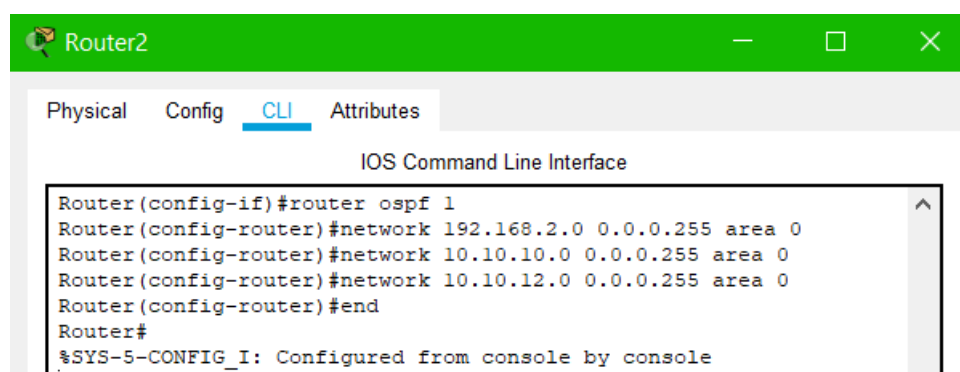 Router2
Physical Config CLI Attributes
IOS Command Line Interface
Router(config-if)#router ospf 1
Router(config-router)#network 192.168.2.0 0.0.0.255 area 0
Router(config-router)#network 10.10.10.0 0.0.0.255 area 0
Router(config-router)#network 10.10.12.0 0.0.0.255 area 0
Router(config-router)#end
Router#
%SYS-5-CONFIG_I: Configured from console by console